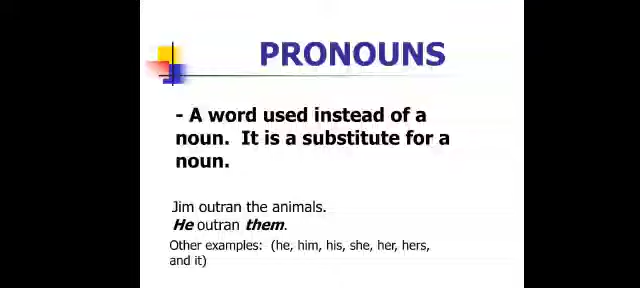 PRONOUNS
- A word used instead of a
noun. It is a substitute for a
noun.
Jim outran the animals.
He outran them.
Other examples: (he, him, his, she, her, hers,
and it)